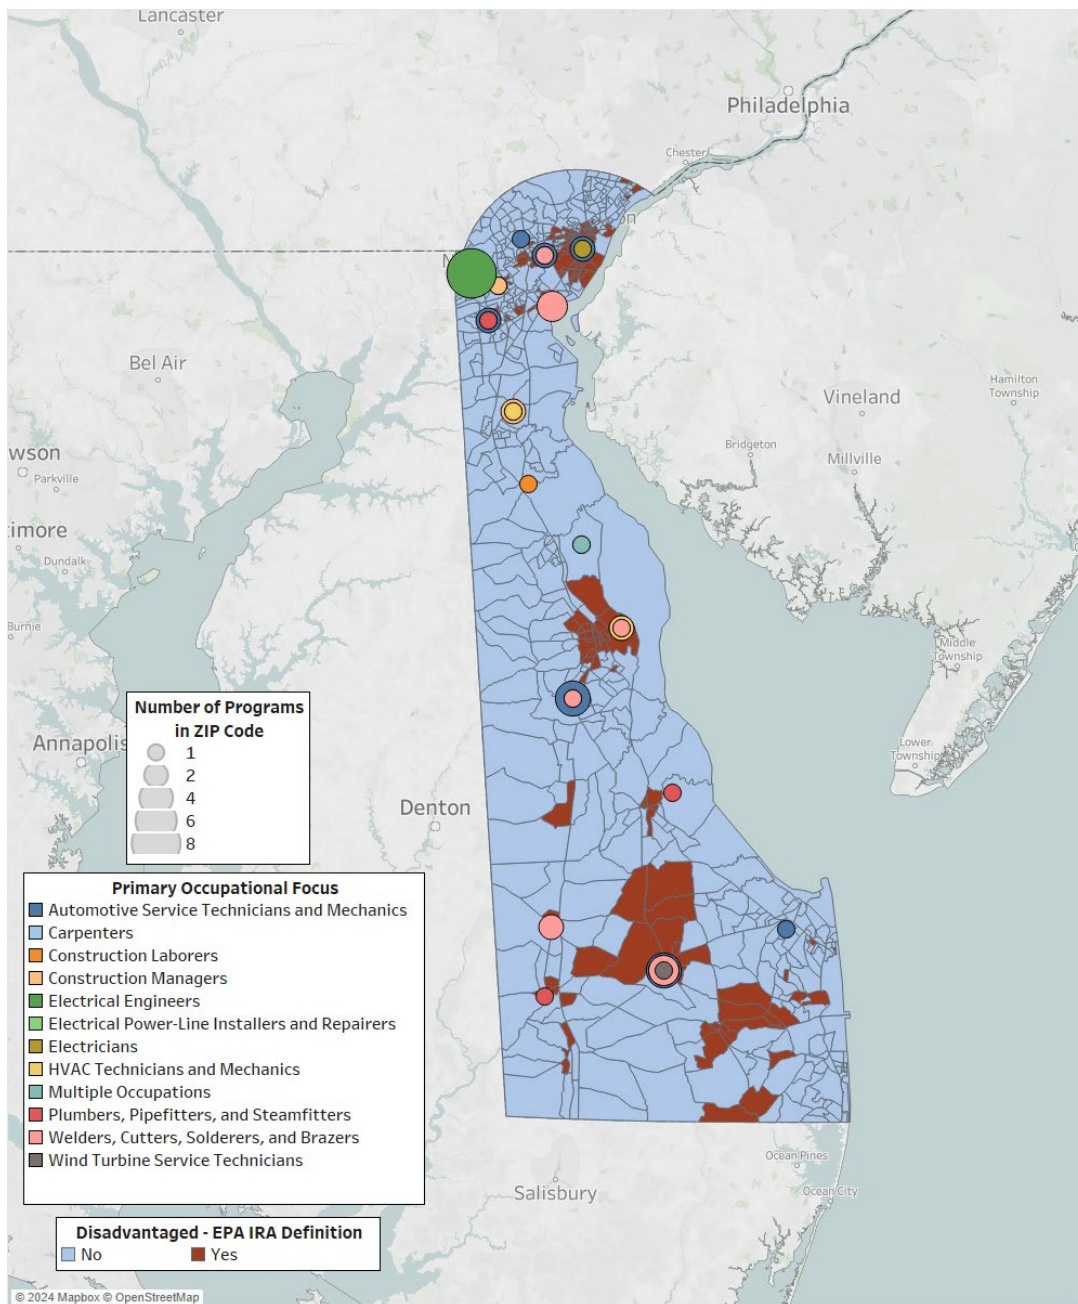 Lancaster
Philadelphia
Chester
on
N
Bel Air
Vineland
Hamilton
Township
Bridgeton
Millville
wson
Parkville
timore
Dundalk
Burnie
Middle
Township
Number of Programs
in ZIP Code
1
2
4
6
8
Annapolis
Lower
Township
Denton
Primary Occupational Focus
Automotive Service Technicians and Mechanics
Carpenters
Construction Laborers
Construction Managers
Electrical Engineers
Electrical Power-Line Installers and Repairers
Electricians
HVAC Technicians and Mechanics
Multiple Occupations
Plumbers, Pipefitters, and Steamfitters
Welders, Cutters, Solderers, and Brazers
Wind Turbine Service Technicians
Ocean Pines
Salisbury
Ocean City
Disadvantaged - EPA IRA Definition
No Yes
© 2024 Mapbox © OpenStreetMap